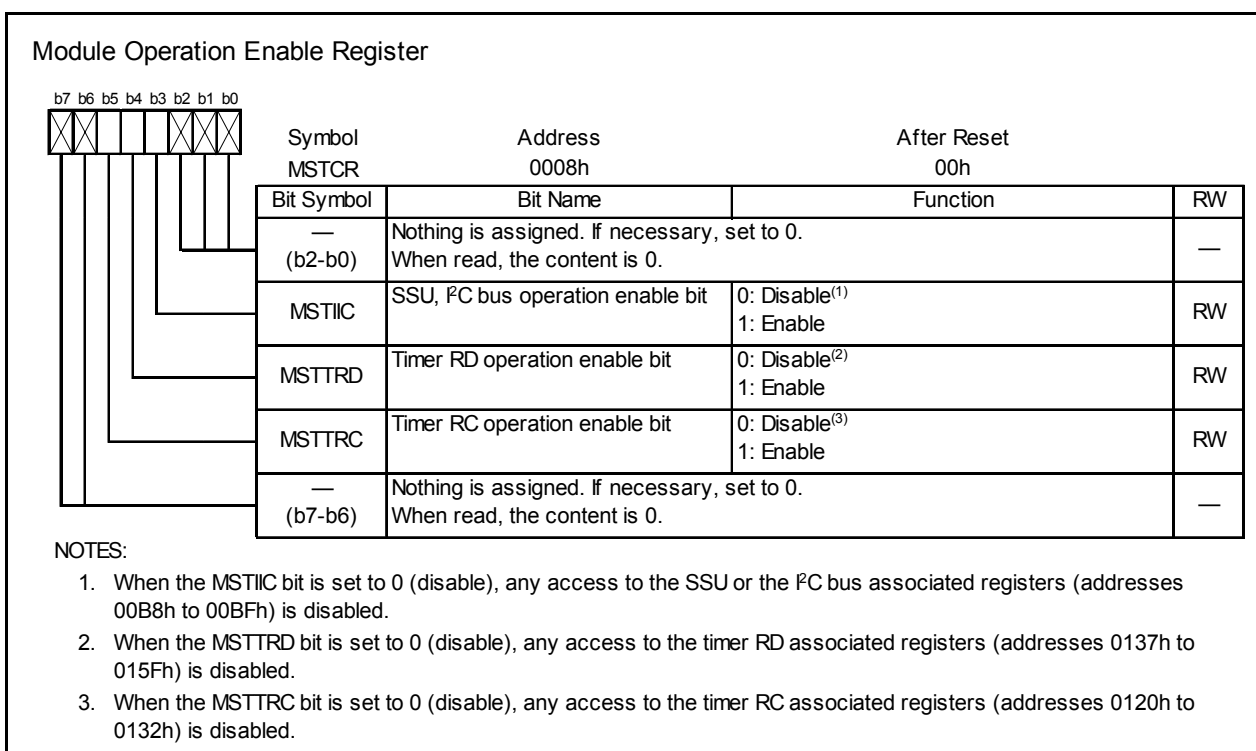 Module Operation Enable Register
b7 b6 b5 b4 b3 b2 b1 b0
Symbol Address After Reset
MSTCR 0008h 00h
Bit Symbol Bit Name Function RW
— Nothing is assigned. If necessary, set to 0. —
(b2-b0) When read, the content is 0.
MSTIIC SSU, I²C bus operation enable bit 0: Disable(1) RW
1: Enable
MSTTRD Timer RD operation enable bit 0: Disable(2) RW
1: Enable
MSTTRC Timer RC operation enable bit 0: Disable(3) RW
1: Enable
— Nothing is assigned. If necessary, set to 0. —
(b7-b6) When read, the content is 0.
NOTES:
1. When the MSTIIC bit is set to 0 (disable), any access to the SSU or the I²C bus associated registers (addresses
00B8h to 00BFh) is disabled.
2. When the MSTTRD bit is set to 0 (disable), any access to the timer RD associated registers (addresses 0137h to
015Fh) is disabled.
3. When the MSTTRC bit is set to 0 (disable), any access to the timer RC associated registers (addresses 0120h to
0132h) is disabled.